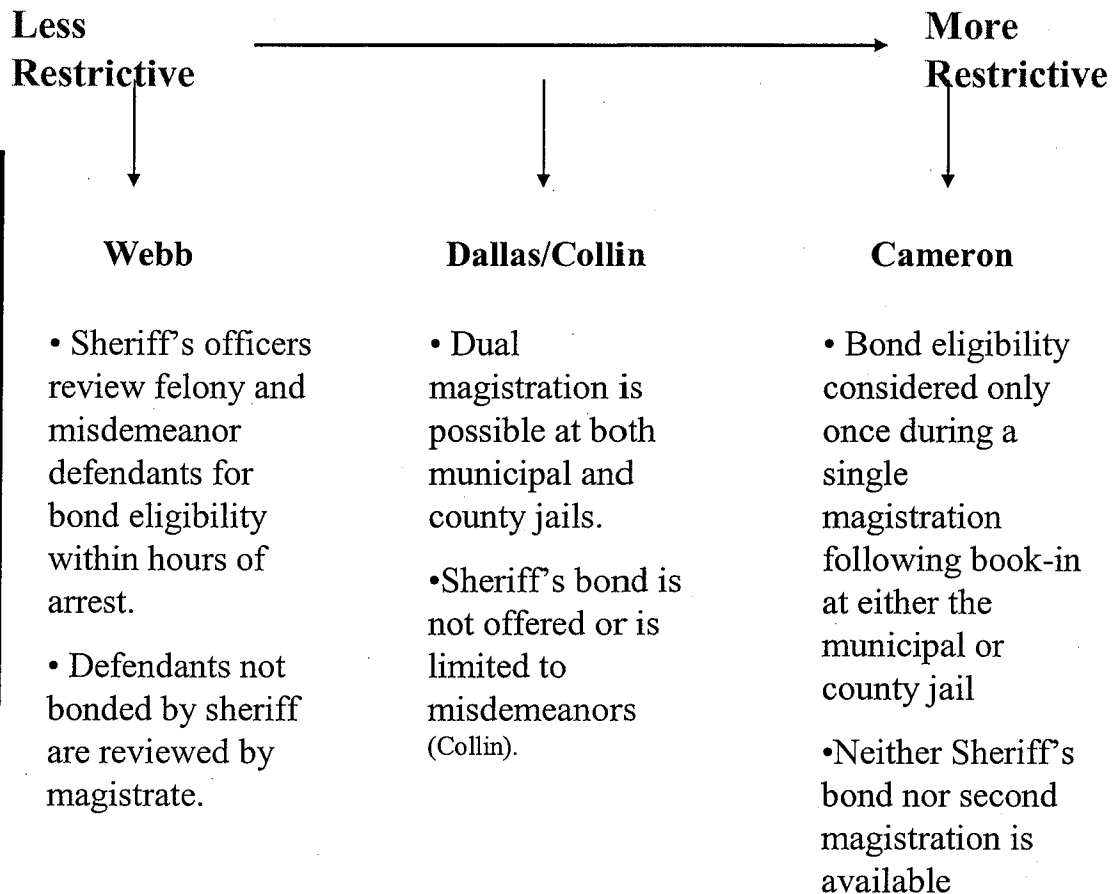 Less
Restrictive
More
Restrictive
Webb
• Sheriff's officers
review felony and
misdemeanor
defendants for
bond eligibility
within hours of
arrest.
• Defendants not
bonded by sheriff
are reviewed by
magistrate.
Dallas/Collin
• Dual
magistration is
possible at both
municipal and
county jails.
•Sheriff's bond is
not offered or is
limited to
misdemeanors
(Collin).
Cameron
• Bond eligibility
considered only
once during a
single
magistration
following book-in
at either the
municipal or
county jail
•Neither Sheriff's
bond nor second
magistration is
available